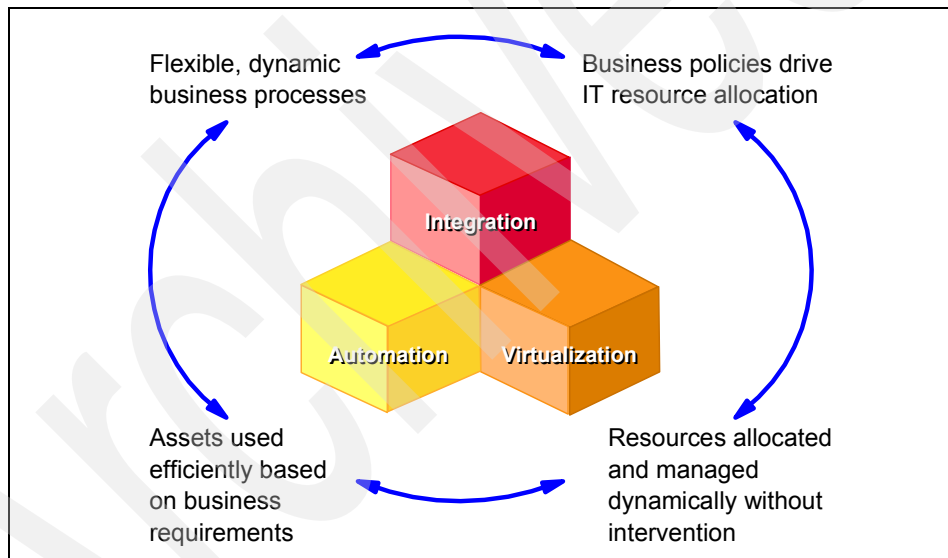 Flexible, dynamic
business processes
Business policies drive
IT resource allocation
Integration
Automation
Virtualization
Assets used
efficiently based
on business
requirements
Resources allocated
and managed
dynamically without
intervention